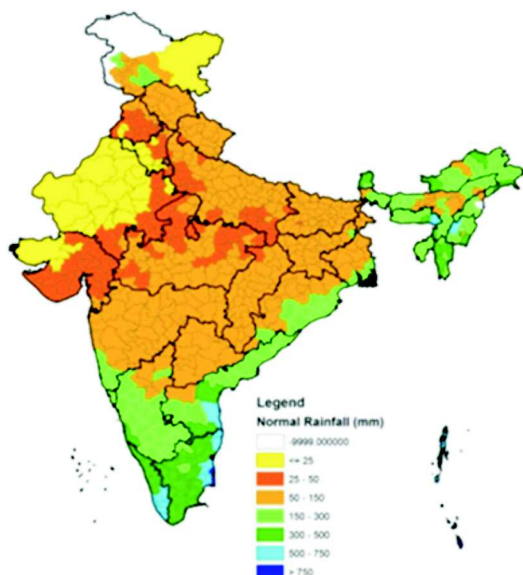 Legend
Normal Rainfall (mm)
-9999.000000
<= 25
25 - 50
50 - 150
150 - 300
300 - 500
500 - 750
> 750